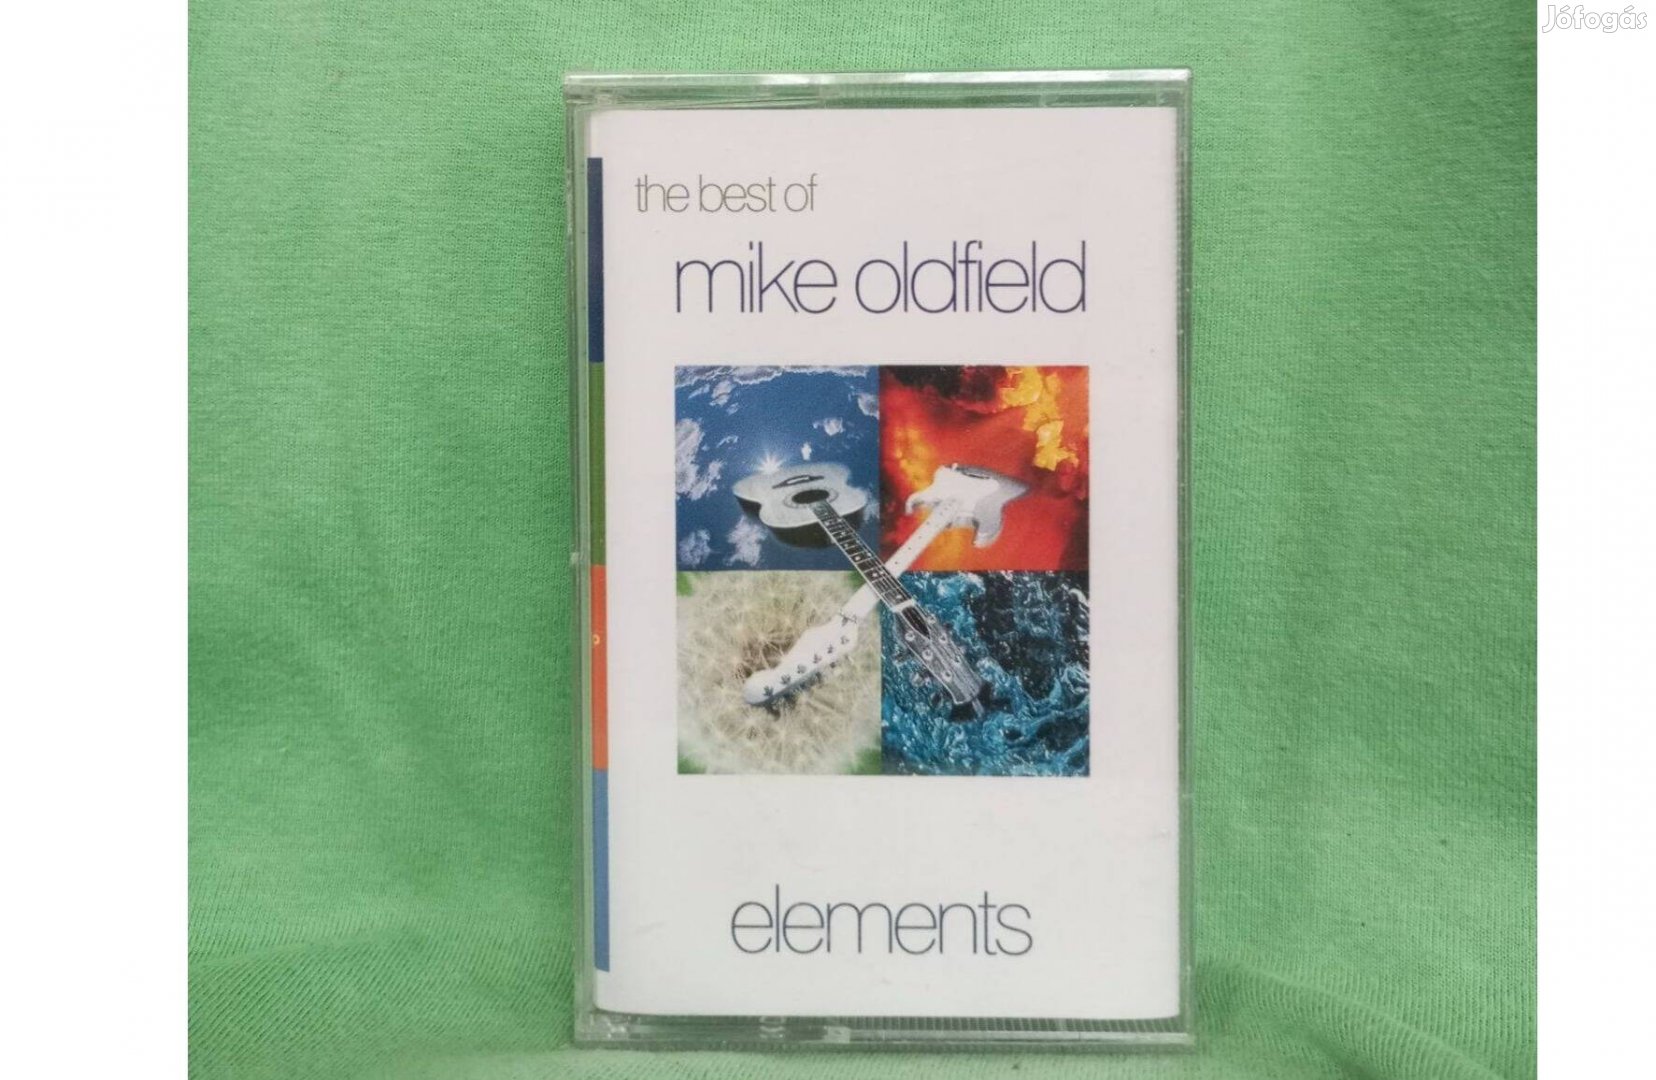 Jófogás
the best of
mike oldfield
elements